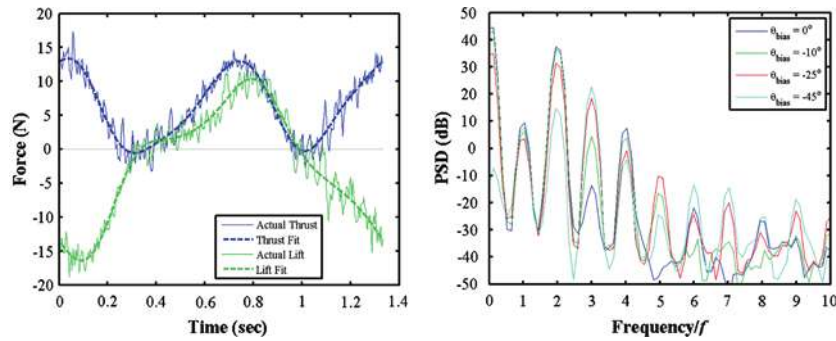 20
15
10
5
0
-5
-10
-15
-20
Force (N)
Actual Thrust
Thrust Fit
Actual Lift
Lift Fit
0 0.2 0.4 0.6 0.8 1 1.2 1.4
Time (sec)
50
40
30
20
10
0
-10
-20
-30
-40
-50
PSD (dB)
θbias = 0°
θbias = -10°
θbias = -25°
θbias = -45°
0 1 2 3 4 5 6 7 8 9 10
Frequency/f